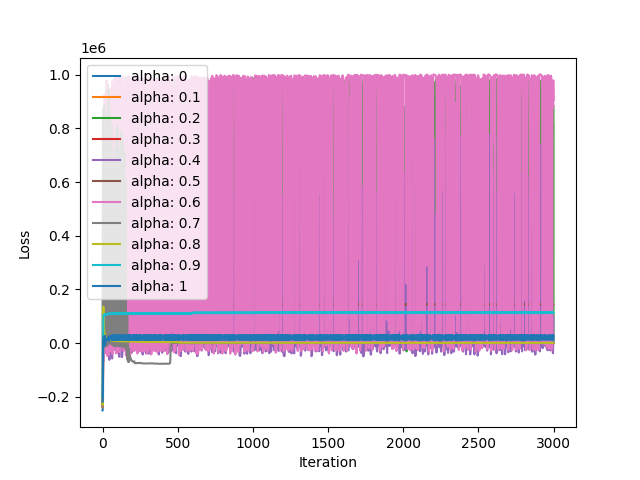 1e6
1.0
0.8
0.6
0.4
0.2
0.0
−0.2
Loss
alpha: 0
alpha: 0.1
alpha: 0.2
alpha: 0.3
alpha: 0.4
alpha: 0.5
alpha: 0.6
alpha: 0.7
alpha: 0.8
alpha: 0.9
alpha: 1
0 500 1000 1500 2000 2500 3000
Iteration